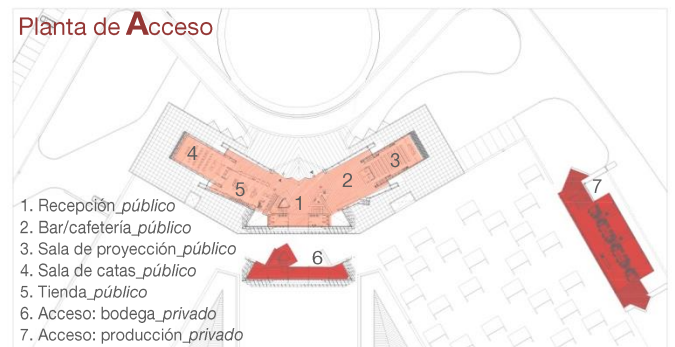 Planta de Acceso
4
3
2
5
1
7
6
1. Recepción_público
2. Bar/cafetería_público
3. Sala de proyección_público
4. Sala de catas_público
5. Tienda_público
6. Acceso: bodega_privado
7. Acceso: producción_privado